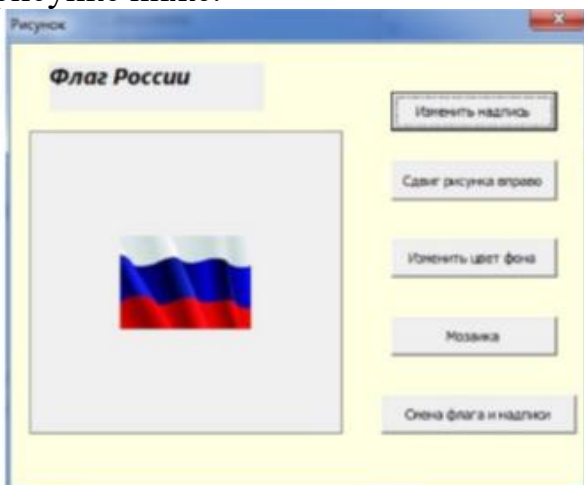 Рисунок
Флаг России
Изменить надпись
Сдвиг рисунка вправо
Изменить цвет фона
Мозаика
Смена флага и надписи